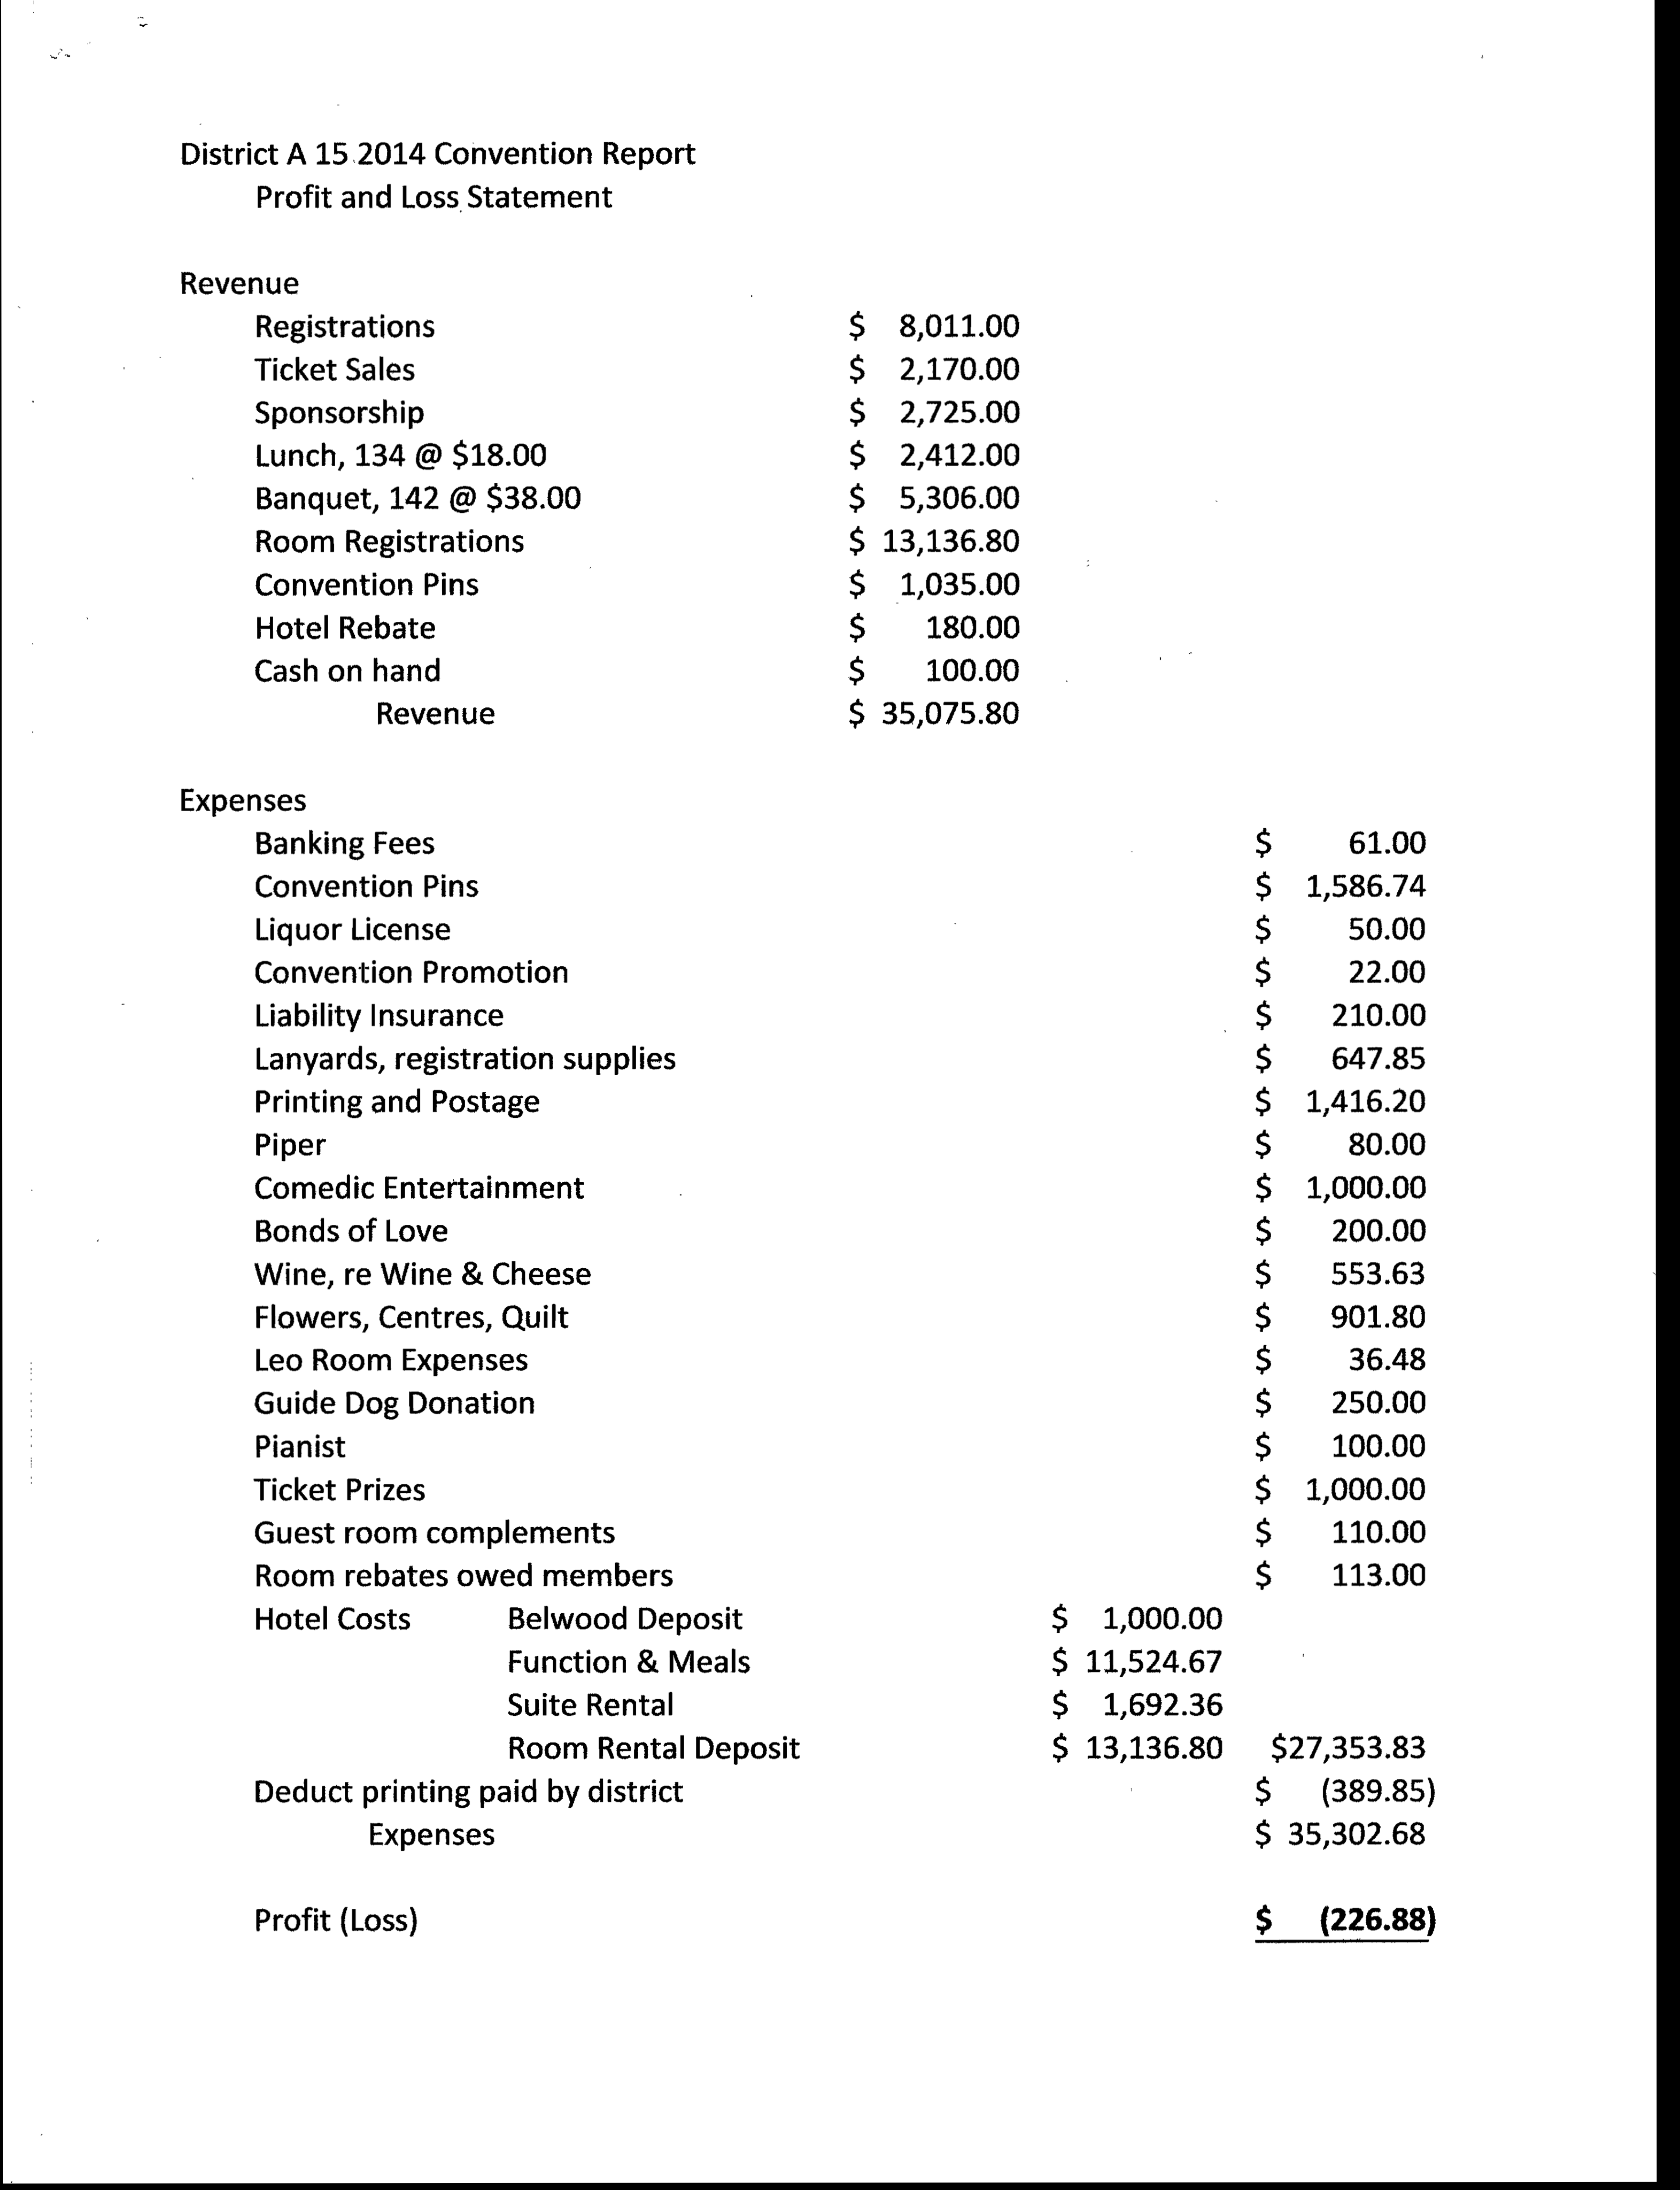 District A 15 2014 Convention Report
Profit and Loss Statement
Revenue
Registrations $ 8,011.00
Ticket Sales $ 2,170.00
Sponsorship $ 2,725.00
Lunch, 134 @ $18.00 $ 2,412.00
Banquet, 142 @ $38.00 $ 5,306.00
Room Registrations $ 13,136.80
Convention Pins $ 1,035.00
Hotel Rebate $ 180.00
Cash on hand $ 100.00
Revenue $ 35,075.80
Expenses
Banking Fees $ 61.00
Convention Pins $ 1,586.74
Liquor License $ 50.00
Convention Promotion $ 22.00
Liability Insurance $ 210.00
Lanyards, registration supplies $ 647.85
Printing and Postage $ 1,416.20
Piper $ 80.00
Comedic Entertainment $ 1,000.00
Bonds of Love $ 200.00
Wine, re Wine & Cheese $ 553.63
Flowers, Centres, Quilt $ 901.80
Leo Room Expenses $ 36.48
Guide Dog Donation $ 250.00
Pianist $ 100.00
Ticket Prizes $ 1,000.00
Guest room complements $ 110.00
Room rebates owed members $ 113.00
Hotel Costs Belwood Deposit $ 1,000.00
Function & Meals $ 11,524.67
Suite Rental $ 1,692.36
Room Rental Deposit $ 13,136.80 $27,353.83
Deduct printing paid by district $ (389.85)
Expenses $ 35,302.68
Profit (Loss) $ (226.88)